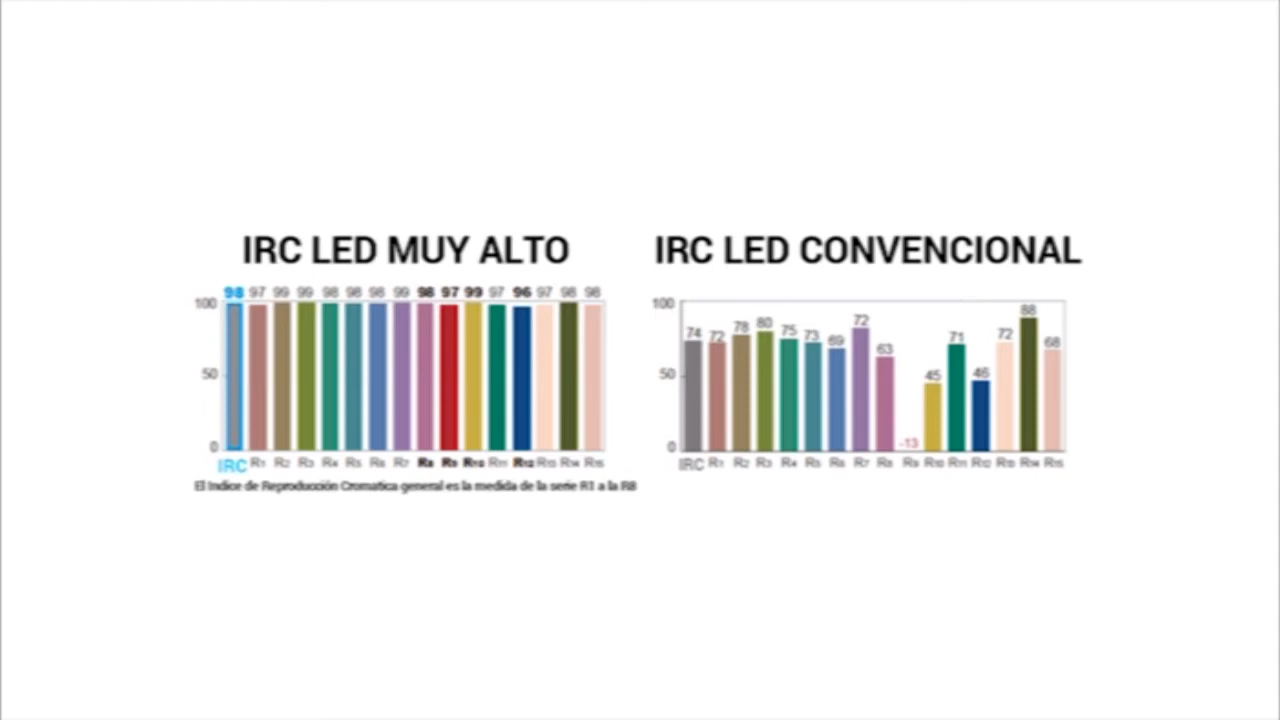 IRC LED MUY ALTO
98 97 99 99 98 98 98 99 98 97 99 97 96 97 98 98
100
50
0
IRC R1 R2 R3 R4 R5 R6 R7 R8 R9 R10 R11 R12 R13 R14 R15
El Indice de Reproducción Cromatica general es la medida de la serie R1 a la R8
IRC LED CONVENCIONAL
100
50
0
74 72 78 80 75 73 69 72 63 -13 45 71 46 72 88 68
IRC R1 R2 R3 R4 R5 R6 R7 R8 R9 R10 R11 R12 R13 R14 R15